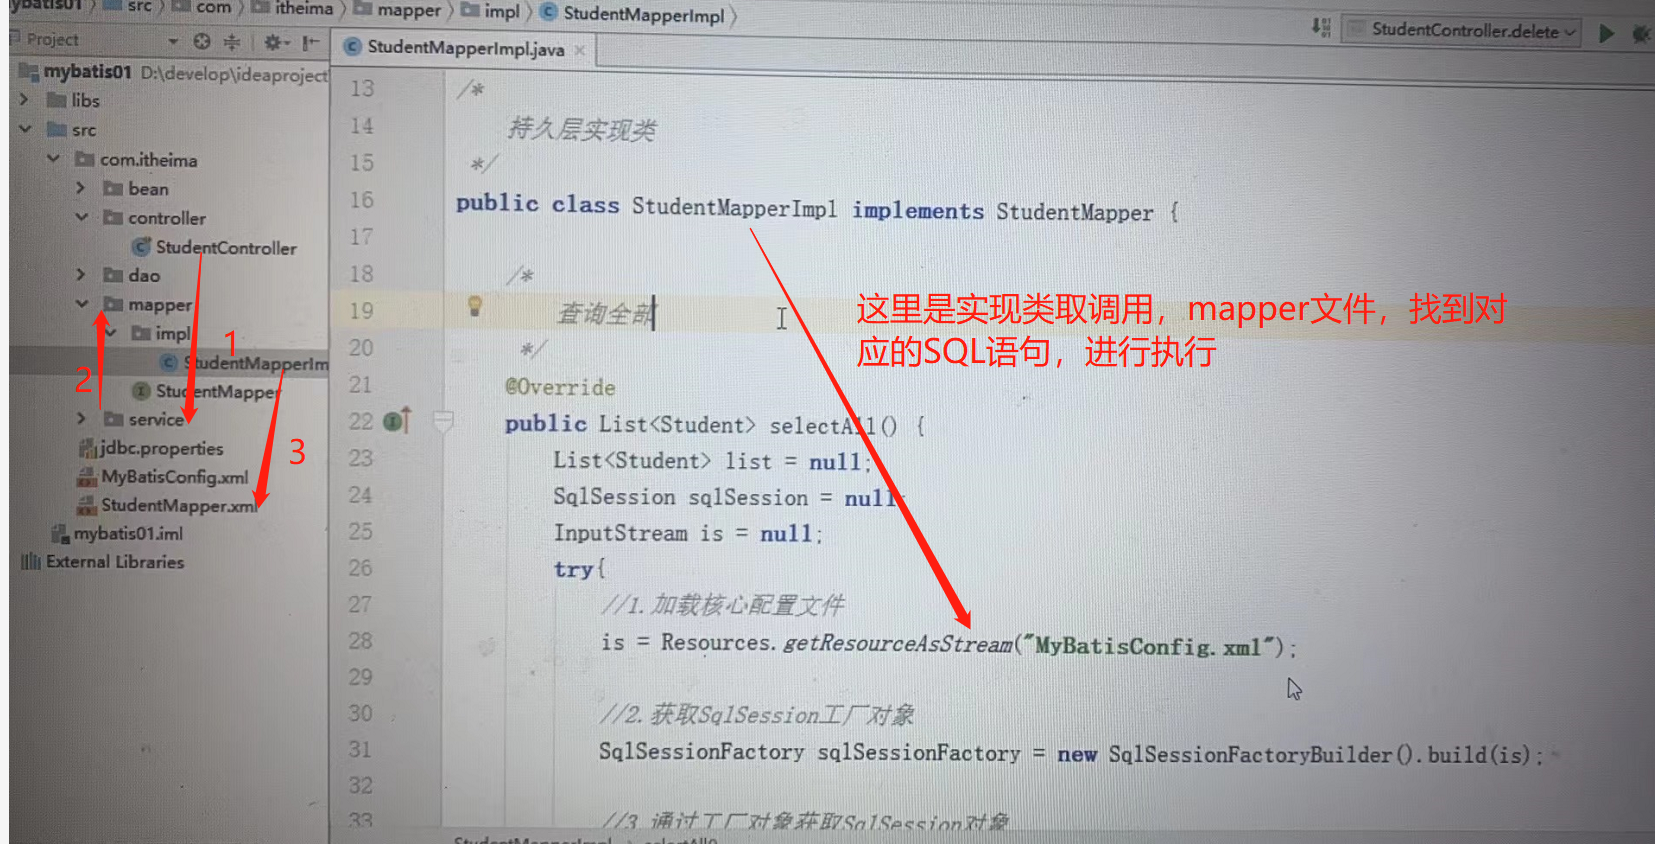 ybatis01 〉 src 〉 com 〉 itheima 〉 mapper 〉 impl 〉 StudentMapperImpl 〉
StudentController.delete
Project
StudentMapperImpl.java ×
mybatis01 D:\develop\ideaproject
libs
src
com.itheima
bean
controller
StudentController
dao
mapper
impl
StudentMapperIm
StudentMapper
service
jdbc.properties
MyBatisConfig.xml
StudentMapper.xml
mybatis01.iml
External Libraries
1
2
3
13 /*
14 持久层实现类
15 */
16 public class StudentMapperImpl implements StudentMapper {
17
18 /*
19 查询全部
20 */
21 @Override
22 public List<Student> selectAll() {
23 List<Student> list = null;
24 SqlSession sqlSession = null;
25 InputStream is = null;
26 try{
27 //1.加载核心配置文件
28 is = Resources.getResourceAsStream("MyBatisConfig.xml");
29
30 //2.获取SqlSession工厂对象
31 SqlSessionFactory sqlSessionFactory = new SqlSessionFactoryBuilder().build(is);
32
33 //3.通过工厂对象获取SqlSession对象
这里是实现类取调用，mapper文件，找到对
应的SQL语句，进行执行
StudentMapperImpl 〉 selectAll()